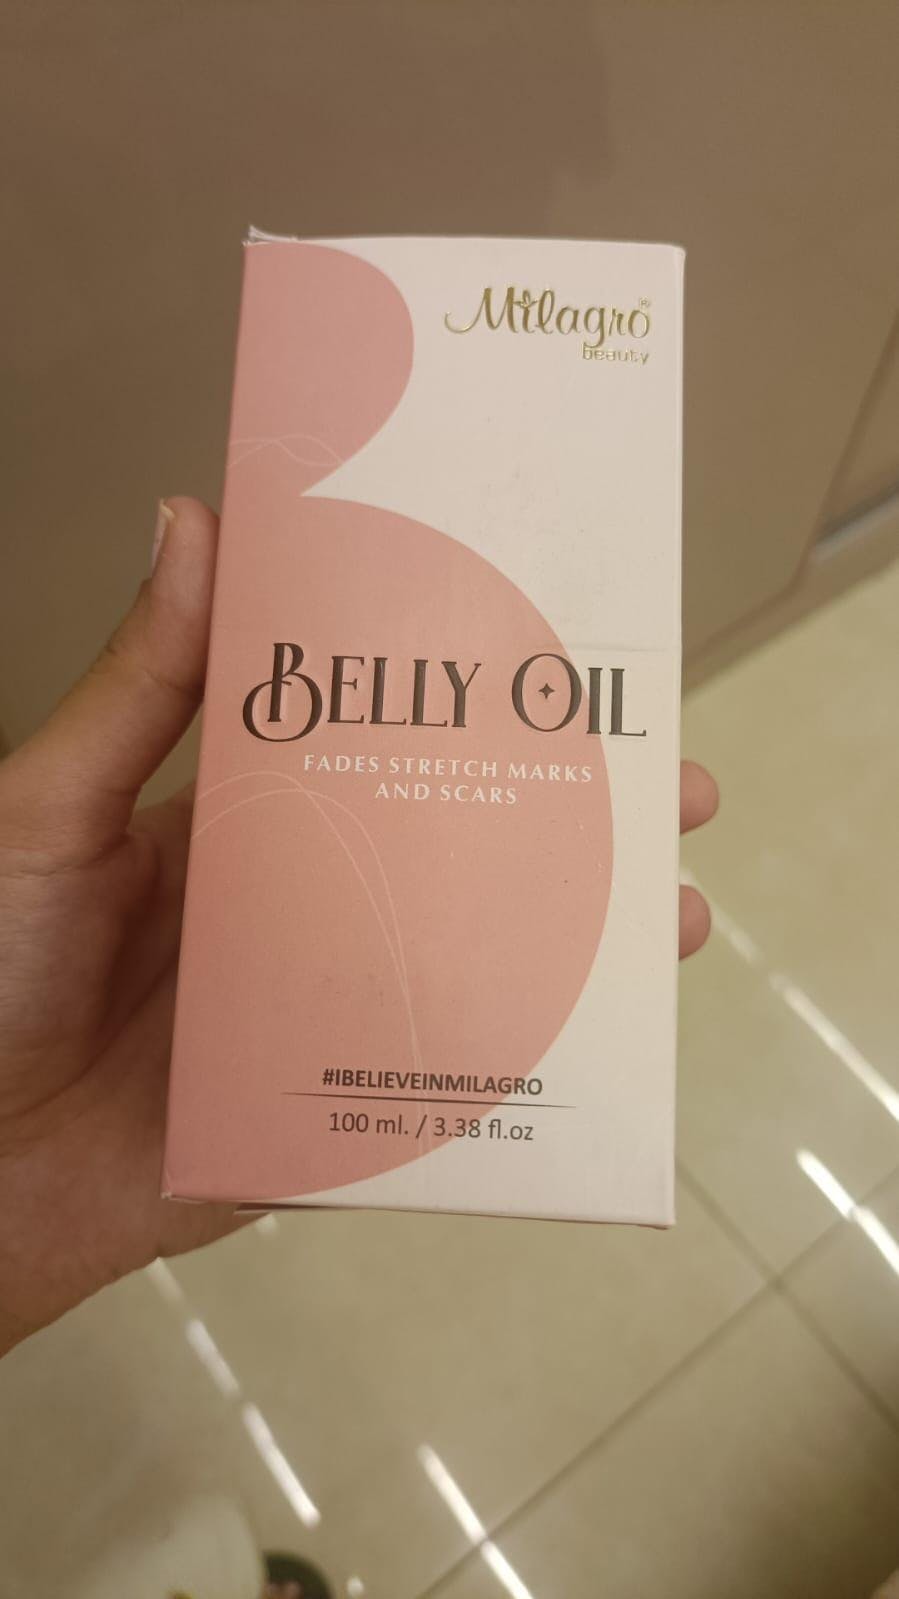 Milagro®
beauty
BELLY OIL
FADES STRETCH MARKS
AND SCARS
#IBELIEVEINMILAGRO
100 ml. / 3.38 fl.oz